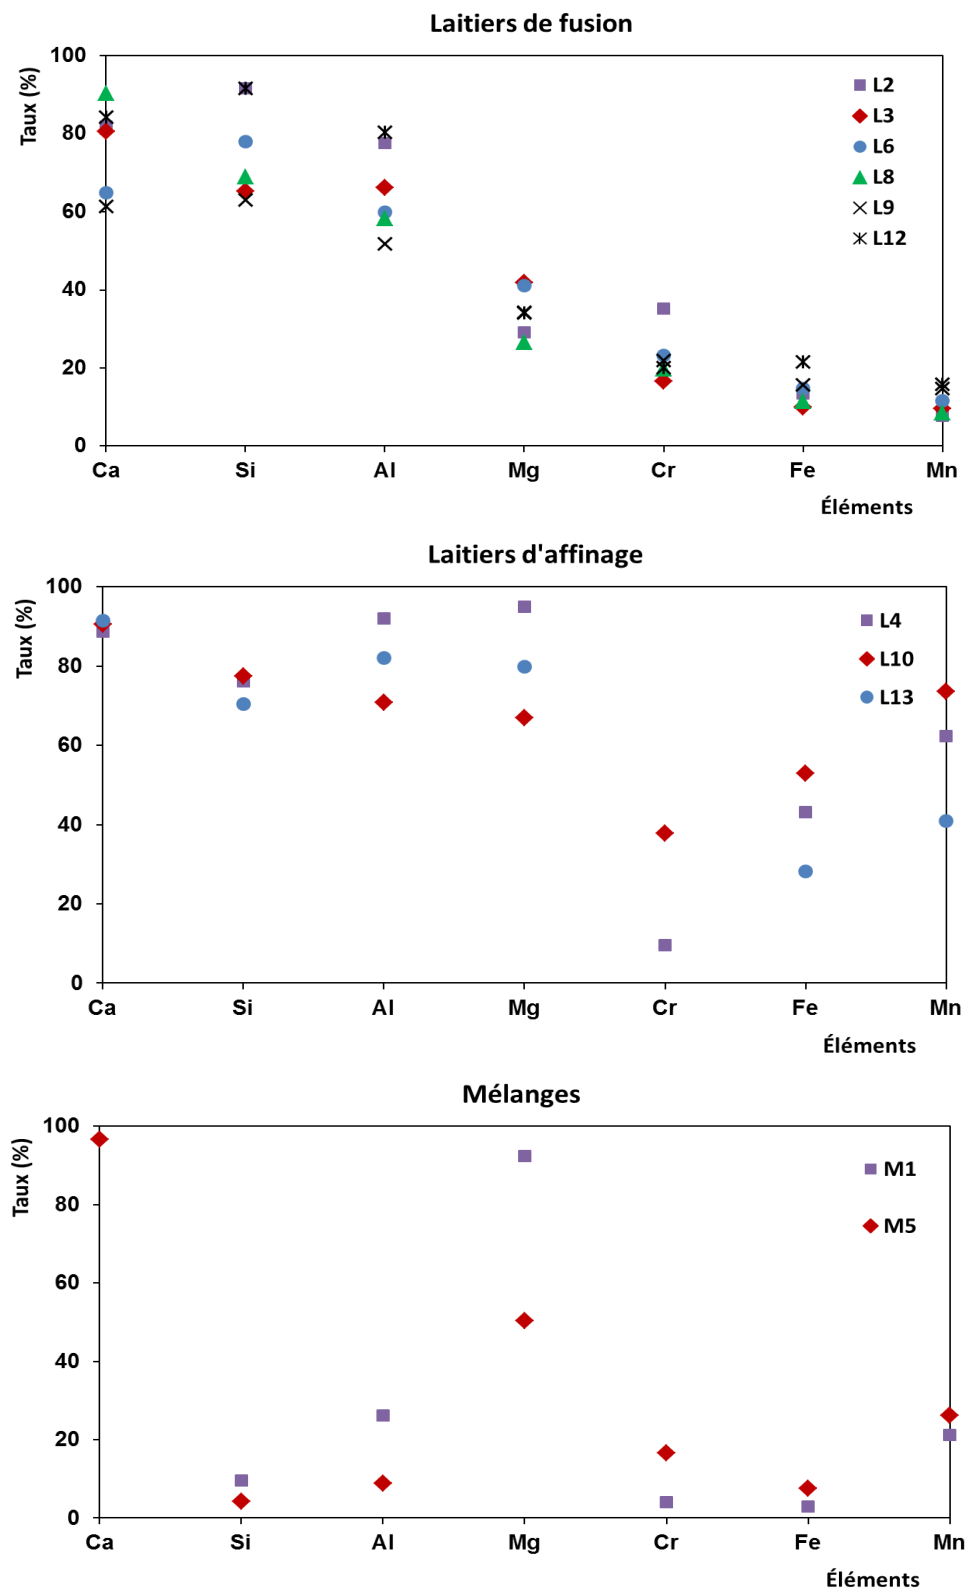 Laitiers de fusion
Taux (%)
100
80
60
40
20
0
L2
L3
L6
L8
L9
L12
Ca Si Al Mg Cr Fe Mn
Éléments
Laitiers d'affinage
Taux (%)
100
80
60
40
20
0
L4
L10
L13
Ca Si Al Mg Cr Fe Mn
Éléments
Mélanges
Taux (%)
100
80
60
40
20
0
M1
M5
Ca Si Al Mg Cr Fe Mn
Éléments